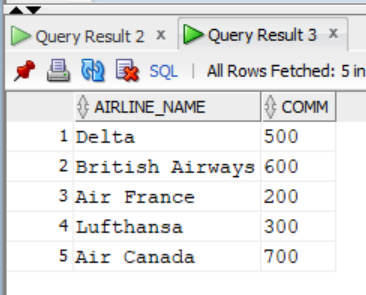 Query Result 2 x Query Result 3 x
SQL | All Rows Fetched: 5 in
AIRLINE_NAME COMM
1 Delta 500
2 British Airways 600
3 Air France 200
4 Lufthansa 300
5 Air Canada 700